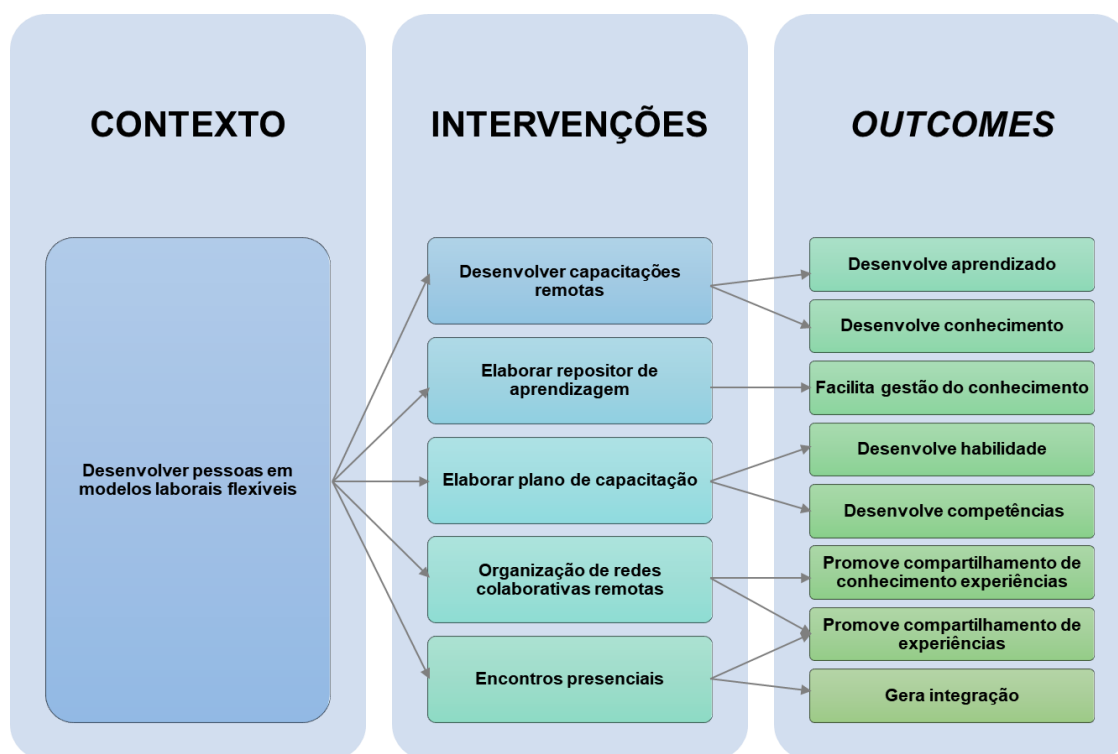 CONTEXTO
INTERVENÇÕES
OUTCOMES
Desenvolver pessoas em
modelos laborais flexíveis
Desenvolver capacitações
remotas
Elaborar repositor de
aprendizagem
Elaborar plano de capacitação
Organização de redes
colaborativas remotas
Encontros presenciais
Desenvolve aprendizado
Desenvolve conhecimento
Facilita gestão do conhecimento
Desenvolve habilidade
Desenvolve competências
Promove compartilhamento de
conhecimento experiências
Promove compartilhamento de
experiências
Gera integração